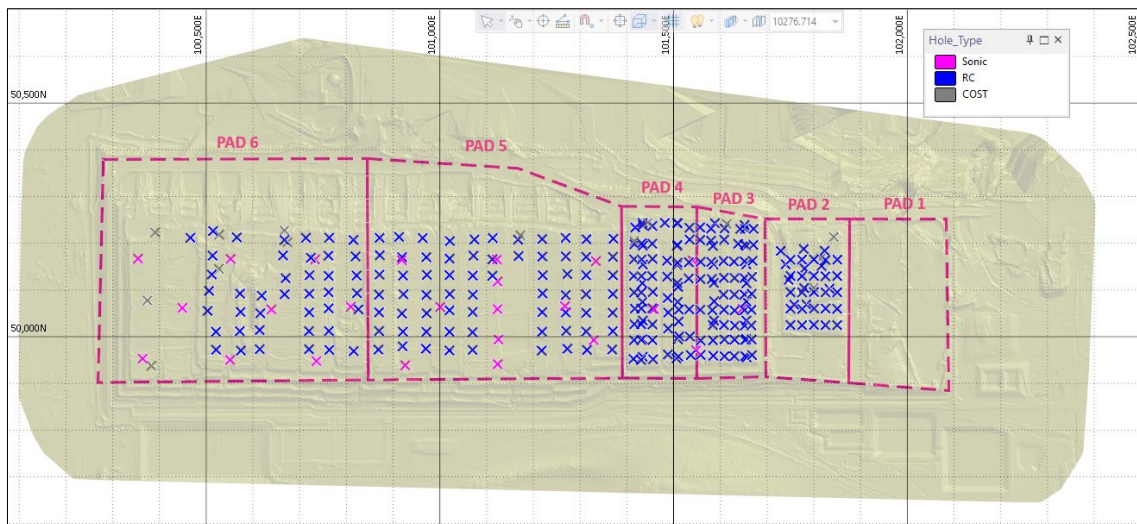 10276.714
100,500E
101,000E
101,500E
102,000E
102,500E
Hole_Type
Sonic
RC
COST
50,500N
PAD 6
PAD 5
PAD 4
PAD 3
PAD 2
PAD 1
50,000N